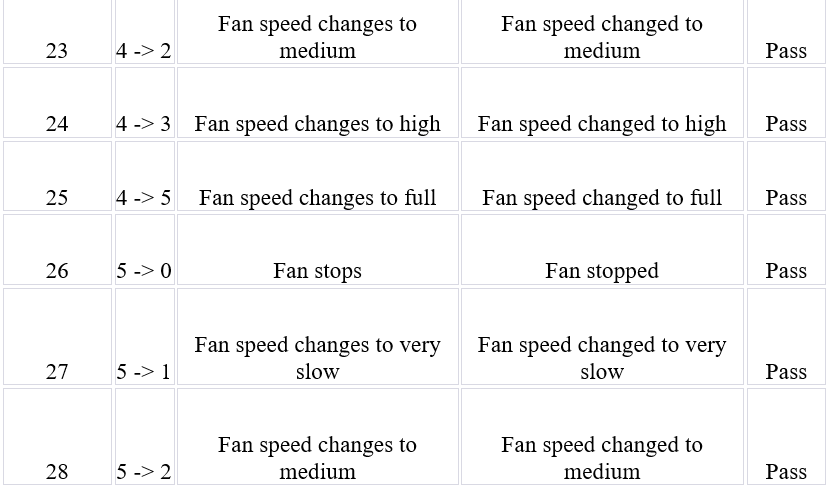 23 4 -> 2 Fan speed changes to medium Fan speed changed to medium Pass
24 4 -> 3 Fan speed changes to high Fan speed changed to high Pass
25 4 -> 5 Fan speed changes to full Fan speed changed to full Pass
26 5 -> 0 Fan stops Fan stopped Pass
27 5 -> 1 Fan speed changes to very slow Fan speed changed to very slow Pass
28 5 -> 2 Fan speed changes to medium Fan speed changed to medium Pass